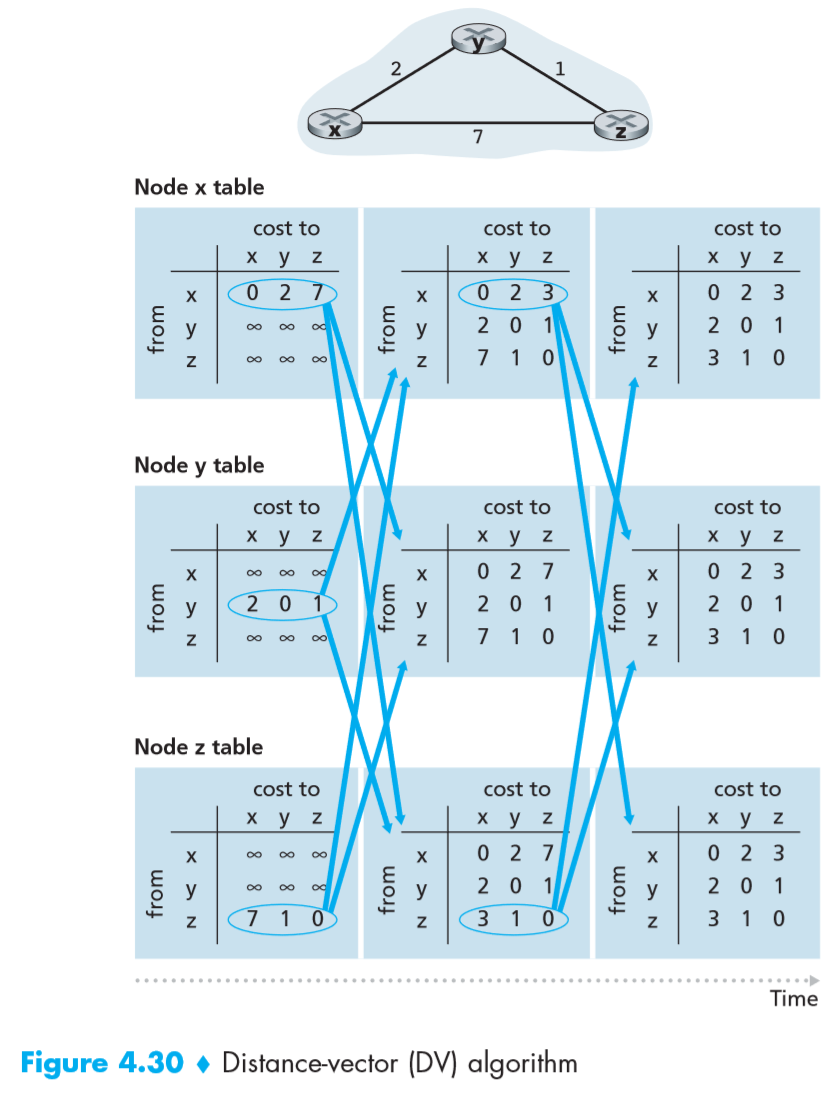 y
2
1
x
7
z
Node x table
cost to
x y z
from
x 0 2 7
y ∞ ∞ ∞
z ∞ ∞ ∞
cost to
x y z
from
x 0 2 3
y 2 0 1
z 7 1 0
cost to
x y z
from
x 0 2 3
y 2 0 1
z 3 1 0
Node y table
cost to
x y z
from
x ∞ ∞ ∞
y 2 0 1
z ∞ ∞ ∞
cost to
x y z
from
x 0 2 7
y 2 0 1
z 7 1 0
cost to
x y z
from
x 0 2 3
y 2 0 1
z 3 1 0
Node z table
cost to
x y z
from
x ∞ ∞ ∞
y ∞ ∞ ∞
z 7 1 0
cost to
x y z
from
x 0 2 7
y 2 0 1
z 3 1 0
cost to
x y z
from
x 0 2 3
y 2 0 1
z 3 1 0
Time
Figure 4.30 ♦ Distance-vector (DV) algorithm